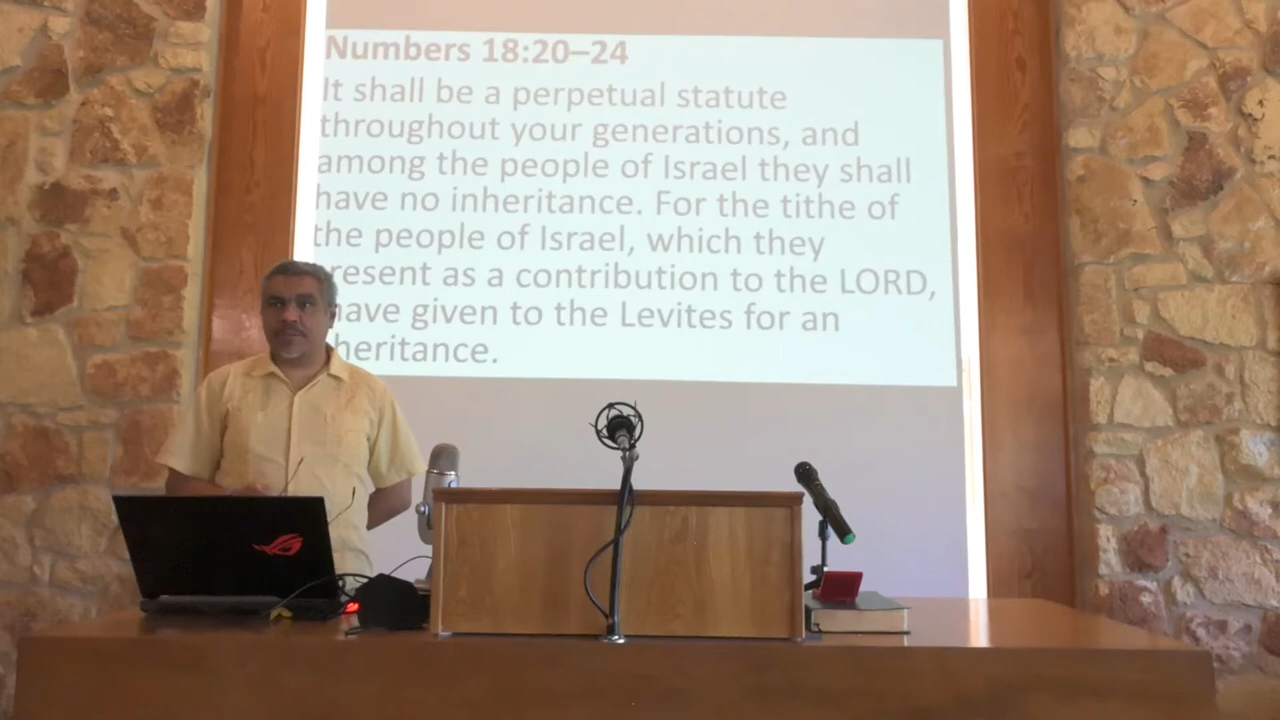 Numbers 18:20–24
It shall be a perpetual statute
throughout your generations, and
among the people of Israel they shall
have no inheritance. For the tithe of
the people of Israel, which they
present as a contribution to the LORD,
have given to the Levites for an
heritance.